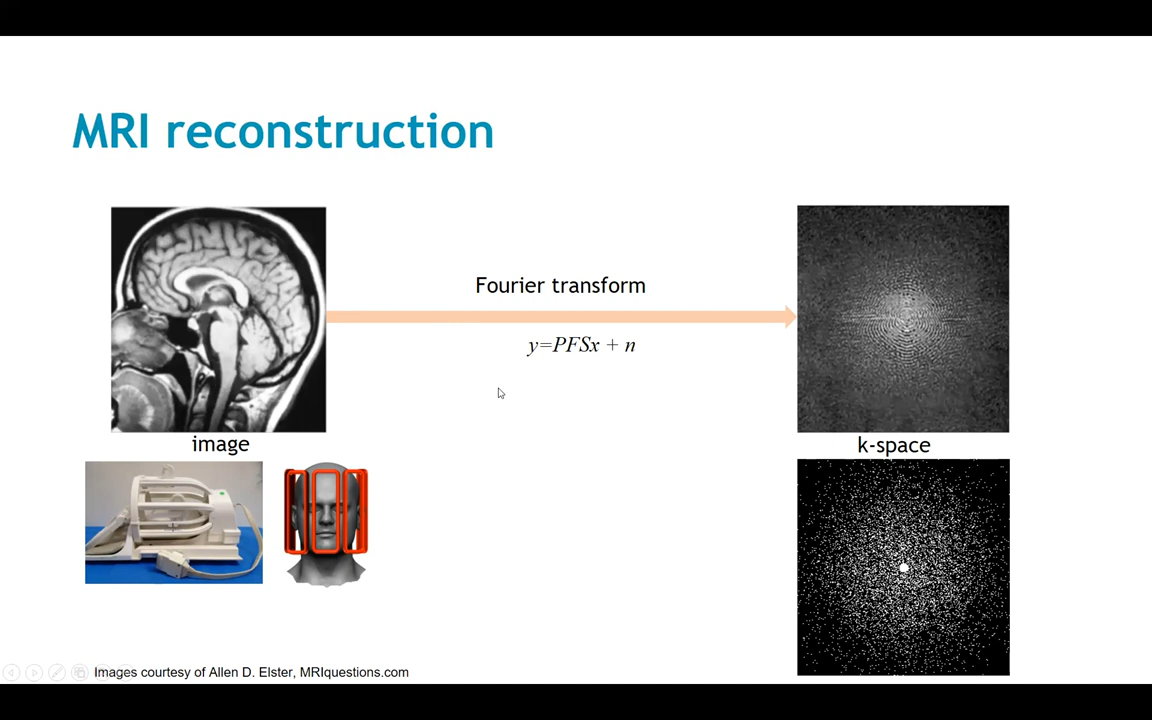 MRI reconstruction
Fourier transform
y=PFSx + n
image
k-space
Images courtesy of Allen D. Elster, MRIquestions.com